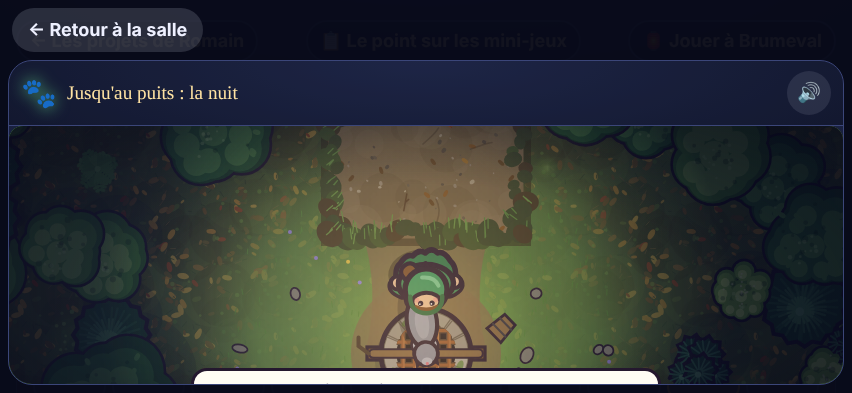 ← Retour à la salle
Les projets de Romain
Le point sur les mini-jeux
Jouer à Brumeval
Jusqu'au puits : la nuit